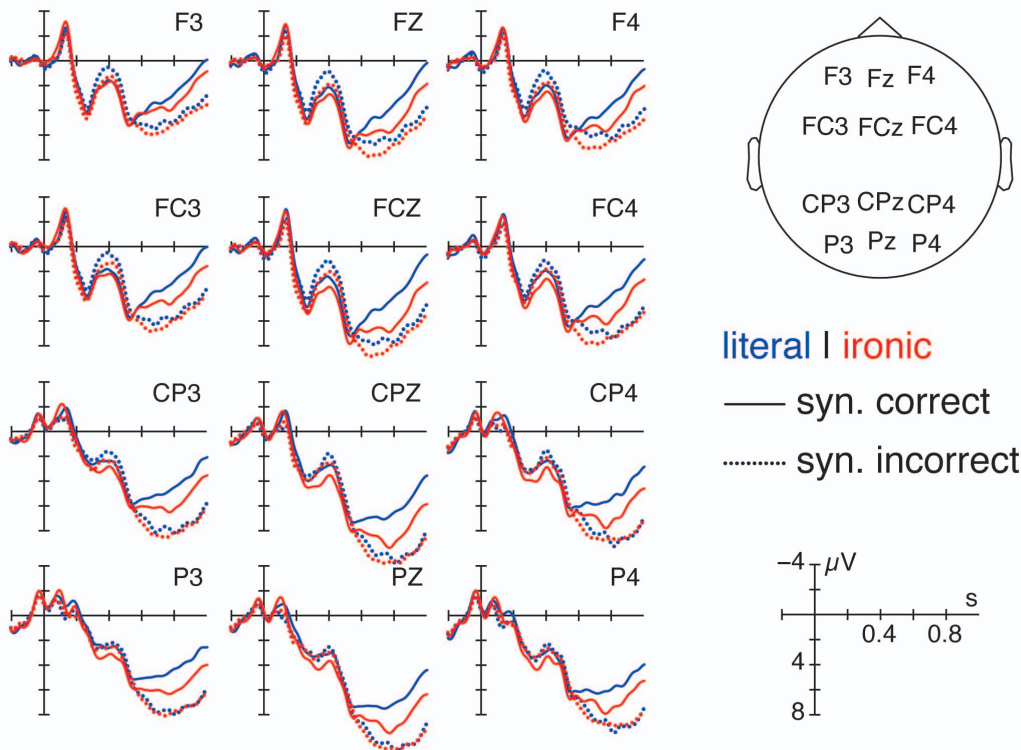 F3 FZ F4
FC3 FCZ FC4
CP3 CPZ CP4
P3 PZ P4
F3 Fz F4
FC3 FCz FC4
CP3 CPz CP4
P3 Pz P4
literal | ironic
syn. correct
syn. incorrect
−4 μV
s
0.4 0.8
4
8